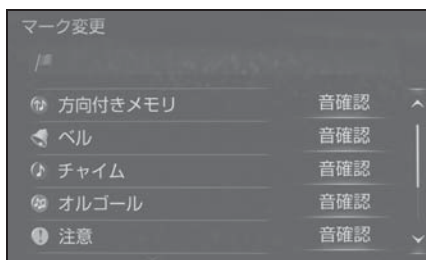 マーク変更
方向付きメモリ 音確認
ベル 音確認
チャイム 音確認
オルゴール 音確認
注意 音確認